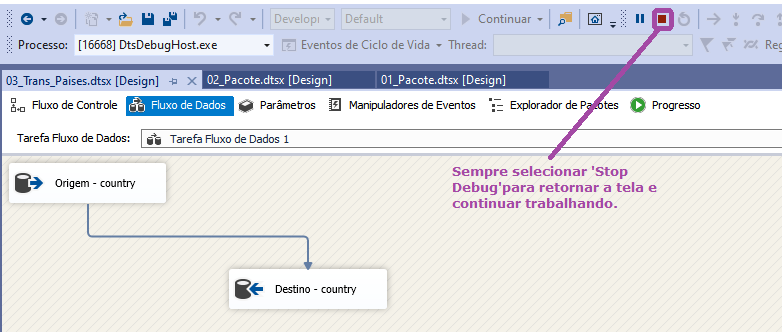 Develop Default Continuar
Processo: [16668] DtsDebugHost.exe Eventos de Ciclo de Vida Thread:
03_Trans_Paises.dtsx [Design] 02_Pacote.dtsx [Design] 01_Pacote.dtsx [Design]
Fluxo de Controle Fluxo de Dados Parâmetros Manipuladores de Eventos Explorador de Pacotes Progresso
Tarefa Fluxo de Dados: Tarefa Fluxo de Dados 1
Origem - country
Sempre selecionar 'Stop
Debug'para retornar a tela e
continuar trabalhando.
Destino - country